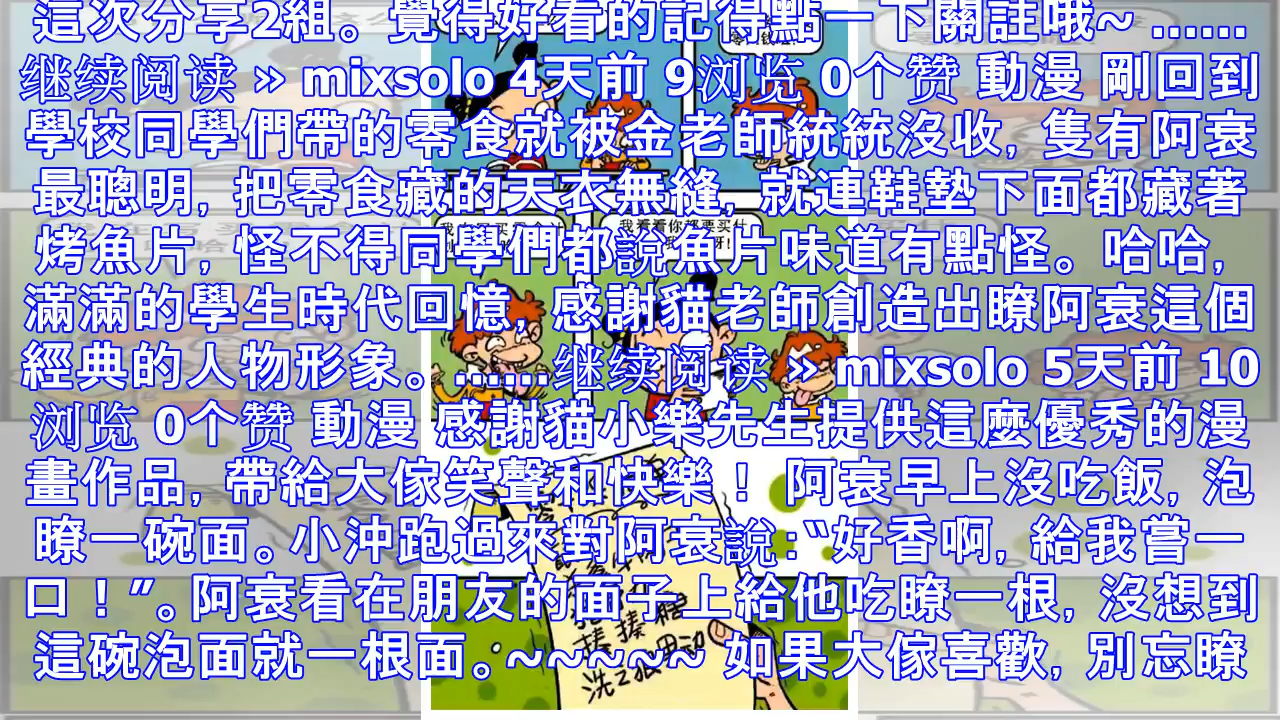 這次分享2組。覺得好看的記得點一下關註哦~ ......
继续阅读 » mixsolo 4天前 9浏览 0个赞 動漫 剛回到
學校同學們帶的零食就被金老師統統沒收, 隻有阿衰
最聰明, 把零食藏的天衣無縫, 就連鞋墊下面都藏著
烤魚片, 怪不得同學們都說魚片味道有點怪。哈哈,
滿滿的學生時代回憶, 感謝貓老師創造出瞭阿衰這個
經典的人物形象。......继续阅读 » mixsolo 5天前 10
浏览 0个赞 動漫 感謝貓小樂先生提供這麼優秀的漫
畫作品, 帶給大傢笑聲和快樂！ 阿衰早上沒吃飯, 泡
瞭一碗面。小沖跑過來對阿衰說：“好香啊, 給我嘗一
口！”。阿衰看在朋友的面子上給他吃瞭一根, 沒想到
這碗泡面就一根面。~~~~~ 如果大傢喜歡, 別忘瞭